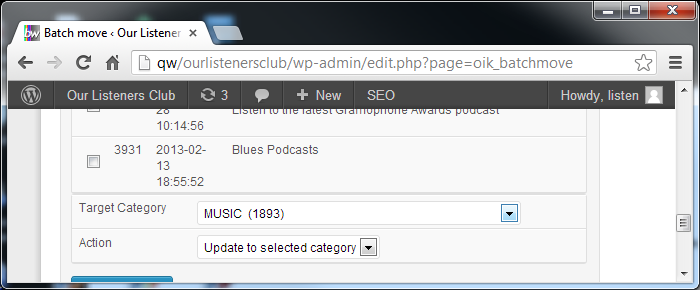 bw Batch move ‹ Our Listeners
qw/ourlistenersclub/wp-admin/edit.php?page=oik_batchmove
Our Listeners Club 3 New SEO Howdy, listen
28 Listen to the latest Gramophone Awards podcast
10:14:56
3931 2013-02- Blues Podcasts
13
18:55:52
Target Category MUSIC (1893)
Action Update to selected category